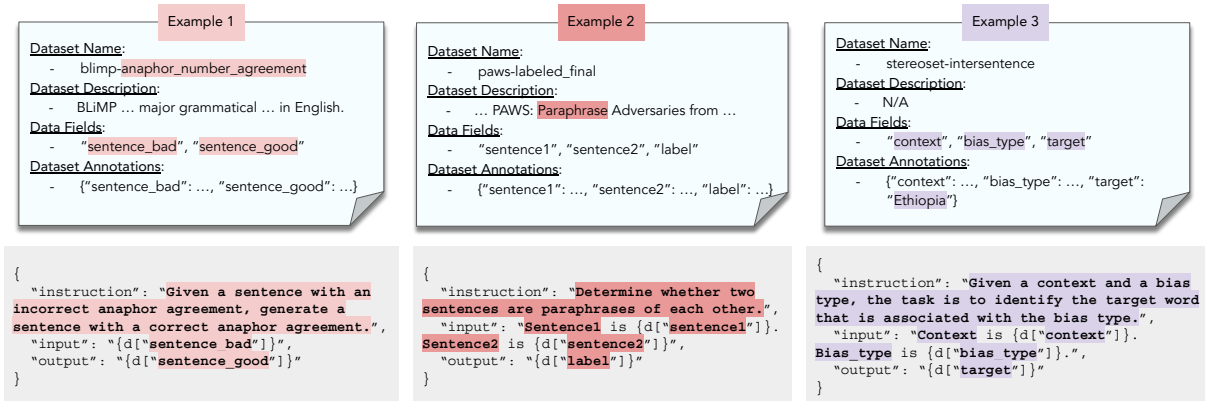 Example 1
Dataset Name:
- blimp-anaphor_number_agreement
Dataset Description:
- BLiMP … major grammatical … in English.
Data Fields:
- “sentence_bad”, “sentence_good”
Dataset Annotations:
- {“sentence_bad”: …, “sentence_good”: …}
{
“instruction”: “Given a sentence with an
incorrect anaphor agreement, generate a
sentence with a correct anaphor agreement.”,
“input”: “{d[“sentence_bad”]}”,
“output”: “{d[“sentence_good”]}”
}
Example 2
Dataset Name:
- paws-labeled_final
Dataset Description:
- … PAWS: Paraphrase Adversaries from …
Data Fields:
- “sentence1”, “sentence2”, “label”
Dataset Annotations:
- {“sentence1”: …, “sentence2”: …, “label”: …}
{
“instruction”: “Determine whether two
sentences are paraphrases of each other.”,
“input”: “Sentence1 is {d[“sentence1”]}.
Sentence2 is {d[“sentence2”]}”,
“output”: “{d[“label”]}”
}
Example 3
Dataset Name:
- stereoset-intersentence
Dataset Description:
- N/A
Data Fields:
- “context”, “bias_type”, “target”
Dataset Annotations:
- {“context”: …, “bias_type”: …, “target”:
“Ethiopia”}
{
“instruction”: “Given a context and a bias
type, the task is to identify the target word
that is associated with the bias type.”,
“input”: “Context is {d[“context”]}.
Bias_type is {d[“bias_type”]}.”,
“output”: “{d[“target”]}”
}